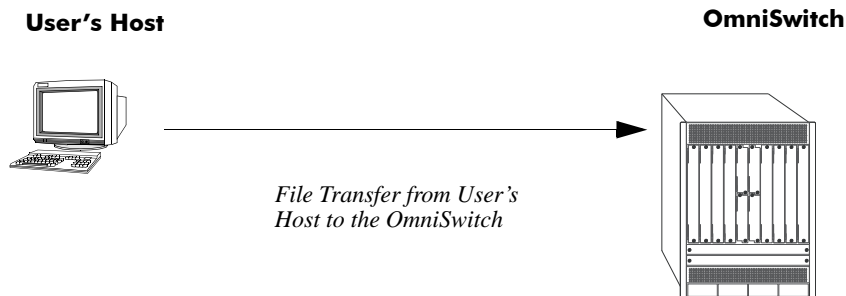 User’s Host
OmniSwitch
File Transfer from User’s
Host to the OmniSwitch